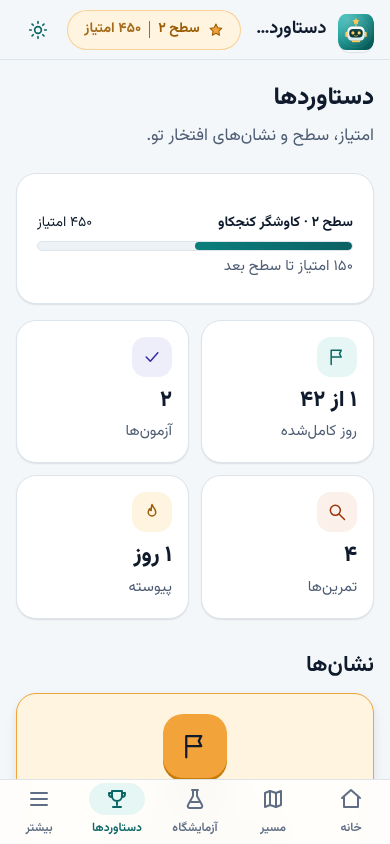 دستاورد...
سطح ۲ | ۴۵۰ امتیاز
دستاوردها
امتیاز، سطح و نشان‌های افتخار تو.
سطح ۲ · کاوشگر کنجکاو
۴۵۰ امتیاز
۱۵۰ امتیاز تا سطح بعد
۱ از ۴۲
روز کامل‌شده
۲
آزمون‌ها
۴
تمرین‌ها
۱ روز
پیوسته
نشان‌ها
خانه
مسیر
آزمایشگاه
دستاوردها
بیشتر